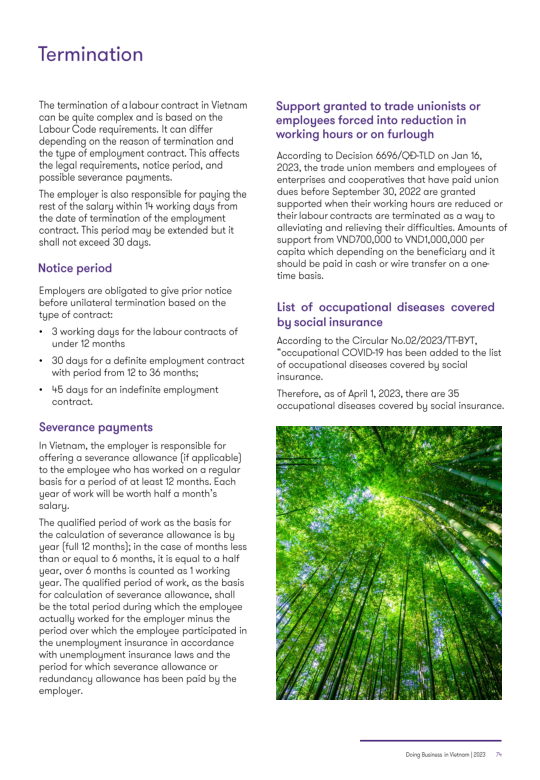 Termination
The termination of a labour contract in Vietnam
can be quite complex and is based on the
Labour Code requirements. It can differ
depending on the reason of termination and
the type of employment contract. This affects
the legal requirements, notice period, and
possible severance payments.
The employer is also responsible for paying the
rest of the salary within 14 working days from
the date of termination of the employment
contract. This period may be extended but it
shall not exceed 30 days.
Notice period
Employers are obligated to give prior notice
before unilateral termination based on the
type of contract:
• 3 working days for the labour contracts of
under 12 months
• 30 days for a definite employment contract
with period from 12 to 36 months;
• 45 days for an indefinite employment
contract.
Severance payments
In Vietnam, the employer is responsible for
offering a severance allowance (if applicable)
to the employee who has worked on a regular
basis for a period of at least 12 months. Each
year of work will be worth half a month's
salary.
The qualified period of work as the basis for
the calculation of severance allowance is by
year (full 12 months); in the case of months less
than or equal to 6 months, it is equal to a half
year, over 6 months is counted as 1 working
year. The qualified period of work, as the basis
for calculation of severance allowance, shall
be the total period during which the employee
actually worked for the employer minus the
period over which the employee participated in
the unemployment insurance in accordance
with unemployment insurance laws and the
period for which severance allowance or
redundancy allowance has been paid by the
employer.
Support granted to trade unionists or
employees forced into reduction in
working hours or on furlough
According to Decision 6696/QĐ-TLD on Jan 16,
2023, the trade union members and employees of
enterprises and cooperatives that have paid union
dues before September 30, 2022 are granted
supported when their working hours are reduced or
their labour contracts are terminated as a way to
alleviating and relieving their difficulties. Amounts of
support from VND700,000 to VND1,000,000 per
capita which depending on the beneficiary and it
should be paid in cash or wire transfer on a one-
time basis.
List of occupational diseases covered
by social insurance
According to the Circular No.02/2023/TT-BYT,
"occupational COVID-19 has been added to the list
of occupational diseases covered by social
insurance.
Therefore, as of April 1, 2023, there are 35
occupational diseases covered by social insurance.
Doing Business in Vietnam | 2023 74